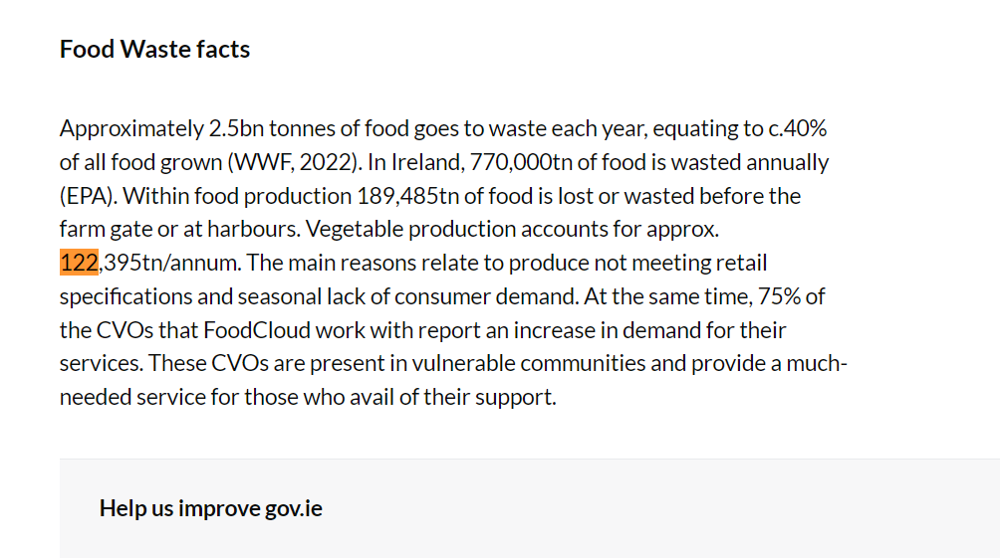 Food Waste facts
Approximately 2.5bn tonnes of food goes to waste each year, equating to c.40%
of all food grown (WWF, 2022). In Ireland, 770,000tn of food is wasted annually
(EPA). Within food production 189,485tn of food is lost or wasted before the
farm gate or at harbours. Vegetable production accounts for approx.
122,395tn/annum. The main reasons relate to produce not meeting retail
specifications and seasonal lack of consumer demand. At the same time, 75% of
the CVOs that FoodCloud work with report an increase in demand for their
services. These CVOs are present in vulnerable communities and provide a much-
needed service for those who avail of their support.
Help us improve gov.ie